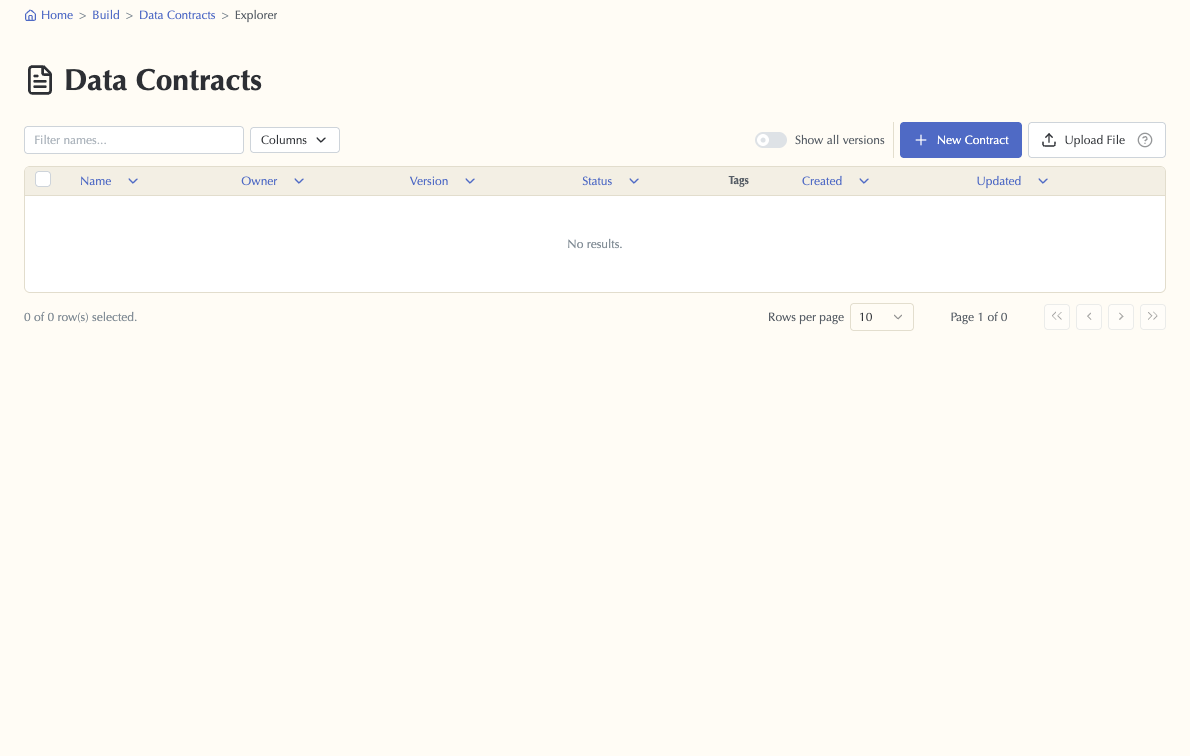 Home > Build > Data Contracts > Explorer
Data Contracts
Filter names... Columns Show all versions New Contract Upload File
Name Owner Version Status Tags Created Updated
No results.
0 of 0 row(s) selected. Rows per page 10 Page 1 of 0